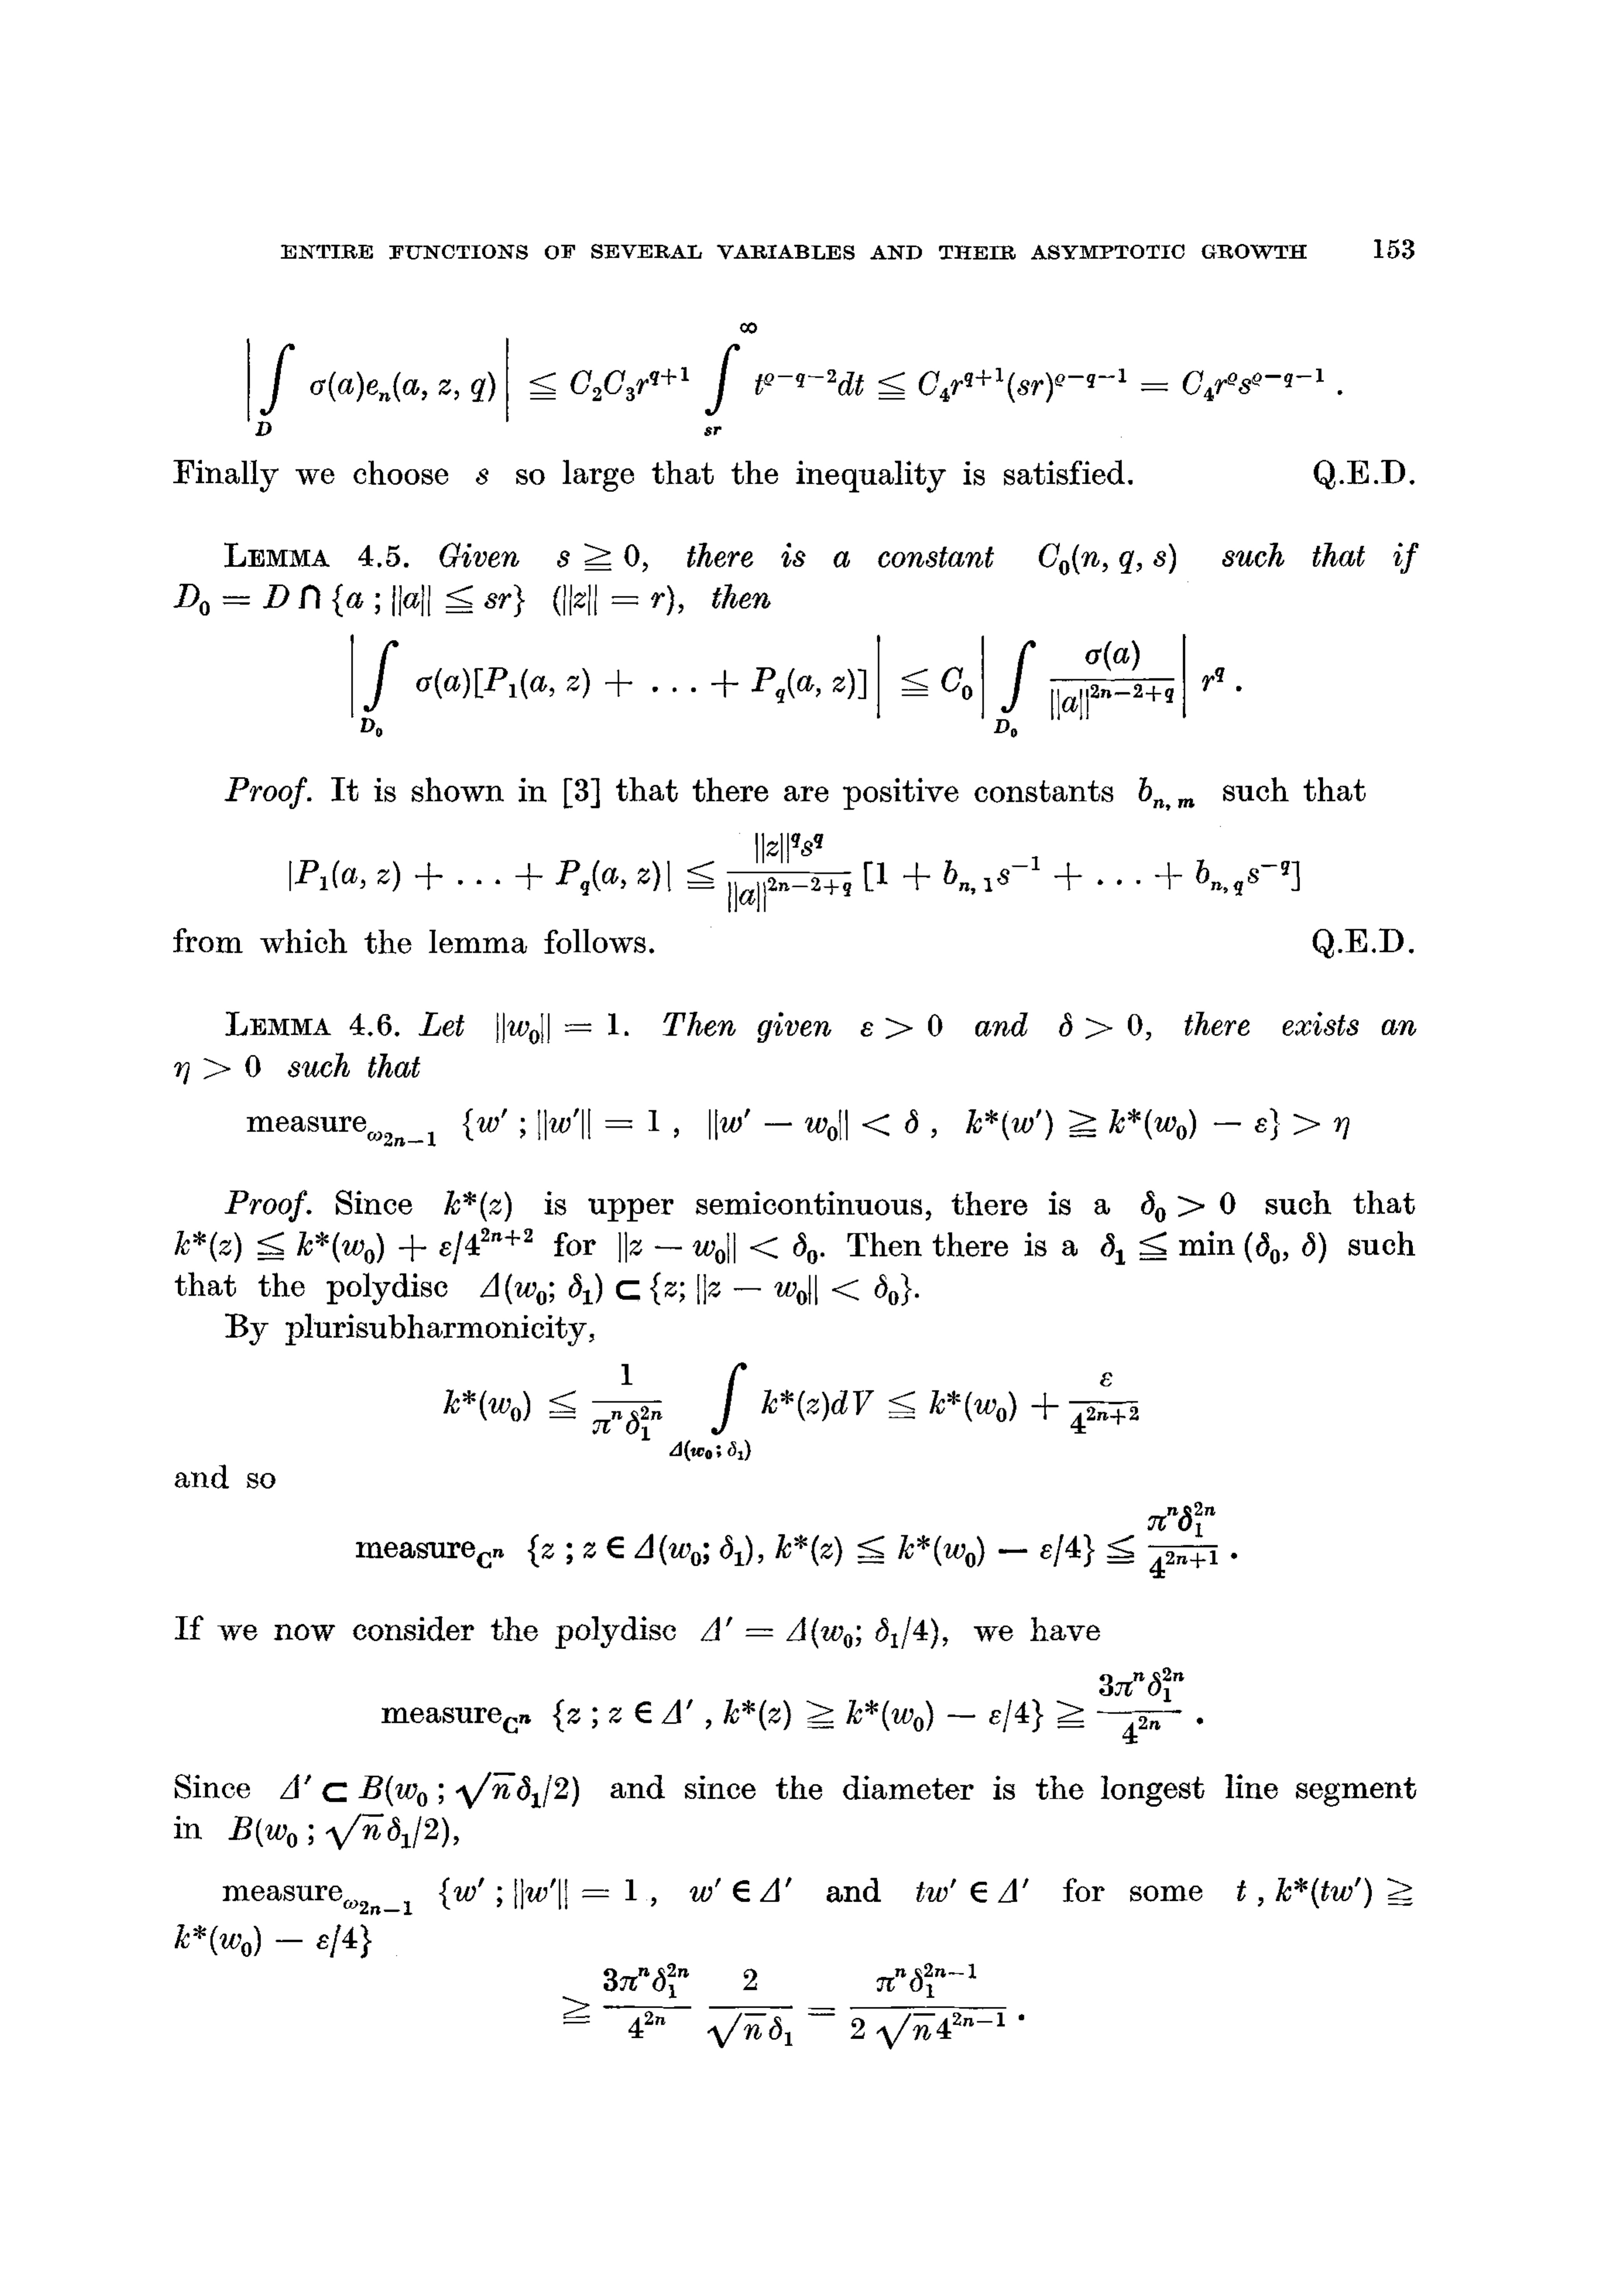 ENTIRE FUNCTIONS OF SEVERAL VARIABLES AND THEIR ASYMPTOTIC GROWTH 153
$$\left|\int_D \sigma(a)e_n(a, z, q)\right| \leqq C_2C_3r^{q+1} \int_{sr}^{\infty} t^{\varrho-q-2}dt \leqq C_4r^{q+1}(sr)^{\varrho-q-1} = C_4r^{\varrho}s^{\varrho-q-1}.$$
Finally we choose $s$ so large that the inequality is satisfied. Q.E.D.
LEMMA 4.5. Given $s \geqq 0$, there is a constant $C_0(n, q, s)$ such that if
$D_0 = D \cap \{a ; \|a\| \leqq sr\}$ $(\|z\| = r)$, then
$$\left|\int_{D_0} \sigma(a)[P_1(a, z) + \ldots + P_q(a, z)]\right| \leqq C_0\left|\int_{D_0} \frac{\sigma(a)}{\|a\|^{2n-2+q}}\right| r^q.$$
Proof. It is shown in [3] that there are positive constants $b_{n,m}$ such that
$$|P_1(a, z) + \ldots + P_q(a, z)| \leqq \frac{\|z\|^q s^q}{\|a\|^{2n-2+q}} [1 + b_{n,1}s^{-1} + \ldots + b_{n,q}s^{-q}]$$
from which the lemma follows. Q.E.D.
LEMMA 4.6. Let $\|w_0\| = 1$. Then given $\varepsilon > 0$ and $\delta > 0$, there exists an
$\eta > 0$ such that
$$\text{measure}_{\omega_{2n-1}} \{w' ; \|w'\| = 1, \|w' - w_0\| < \delta, k^*(w') \geqq k^*(w_0) - \varepsilon\} > \eta$$
Proof. Since $k^*(z)$ is upper semicontinuous, there is a $\delta_0 > 0$ such that
$k^*(z) \leqq k^*(w_0) + \varepsilon/4^{2n+2}$ for $\|z - w_0\| < \delta_0$. Then there is a $\delta_1 \leqq \min (\delta_0, \delta)$ such
that the polydisc $\Delta(w_0; \delta_1) \subset \{z; \|z - w_0\| < \delta_0\}$.
By plurisubharmonicity,
$$k^*(w_0) \leqq \frac{1}{\pi^n\delta_1^{2n}} \int_{\Delta(w_0;\delta_1)} k^*(z)dV \leqq k^*(w_0) + \frac{\varepsilon}{4^{2n+2}}$$
and so
$$\text{measure}_{\mathbf{C}^n} \{z ; z \in \Delta(w_0; \delta_1), k^*(z) \leqq k^*(w_0) - \varepsilon/4\} \leqq \frac{\pi^n\delta_1^{2n}}{4^{2n+1}}.$$
If we now consider the polydisc $\Delta' = \Delta(w_0; \delta_1/4)$, we have
$$\text{measure}_{\mathbf{C}^n} \{z ; z \in \Delta', k^*(z) \geqq k^*(w_0) - \varepsilon/4\} \geqq \frac{3\pi^n\delta_1^{2n}}{4^{2n}}.$$
Since $\Delta' \subset B(w_0 ; \sqrt{n}\delta_1/2)$ and since the diameter is the longest line segment
in $B(w_0 ; \sqrt{n}\delta_1/2)$,
$\text{measure}_{\omega_{2n-1}} \{w' ; \|w'\| = 1, w' \in \Delta'$ and $tw' \in \Delta'$ for some $t, k^*(tw') \geqq$
$k^*(w_0) - \varepsilon/4\}$
$$\geqq \frac{3\pi^n\delta_1^{2n}}{4^{2n}} \frac{2}{\sqrt{n}\delta_1} = \frac{\pi^n\delta_1^{2n-1}}{2\sqrt{n}4^{2n-1}}.$$